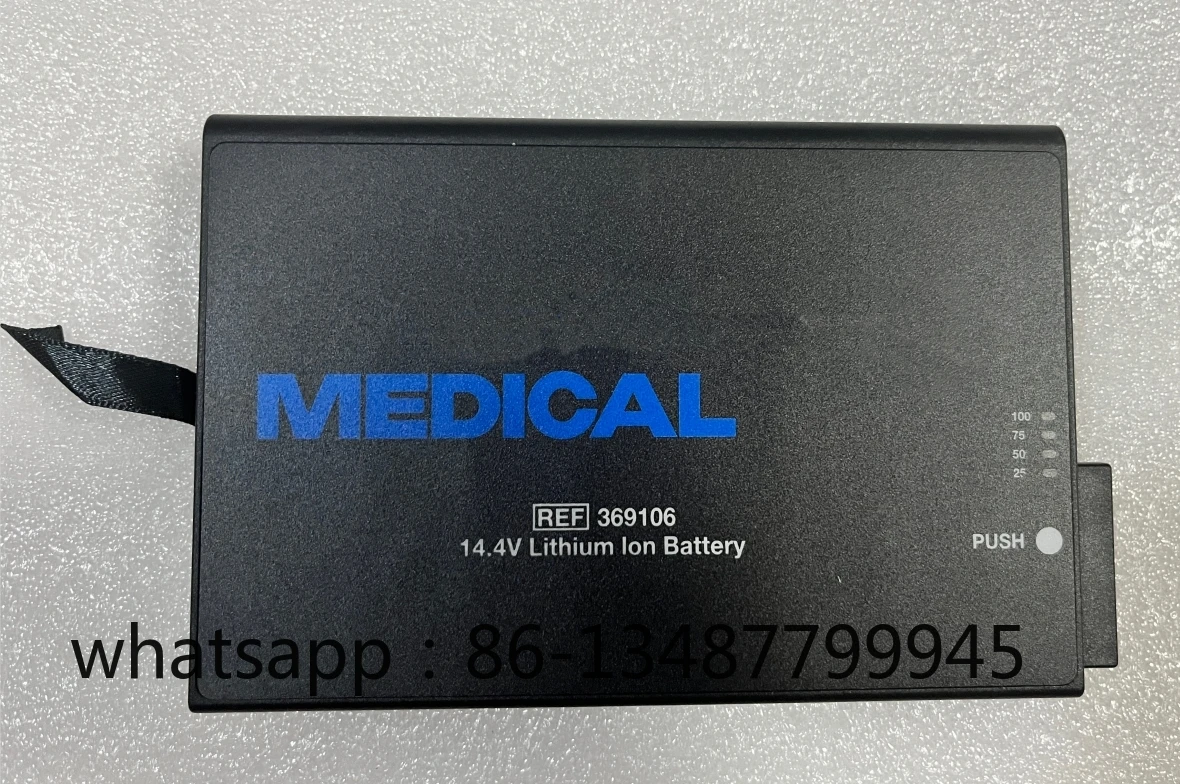 MEDICAL
100
75
50
25
REF 369106
14.4V Lithium Ion Battery
PUSH
whatsapp：86-13487799945